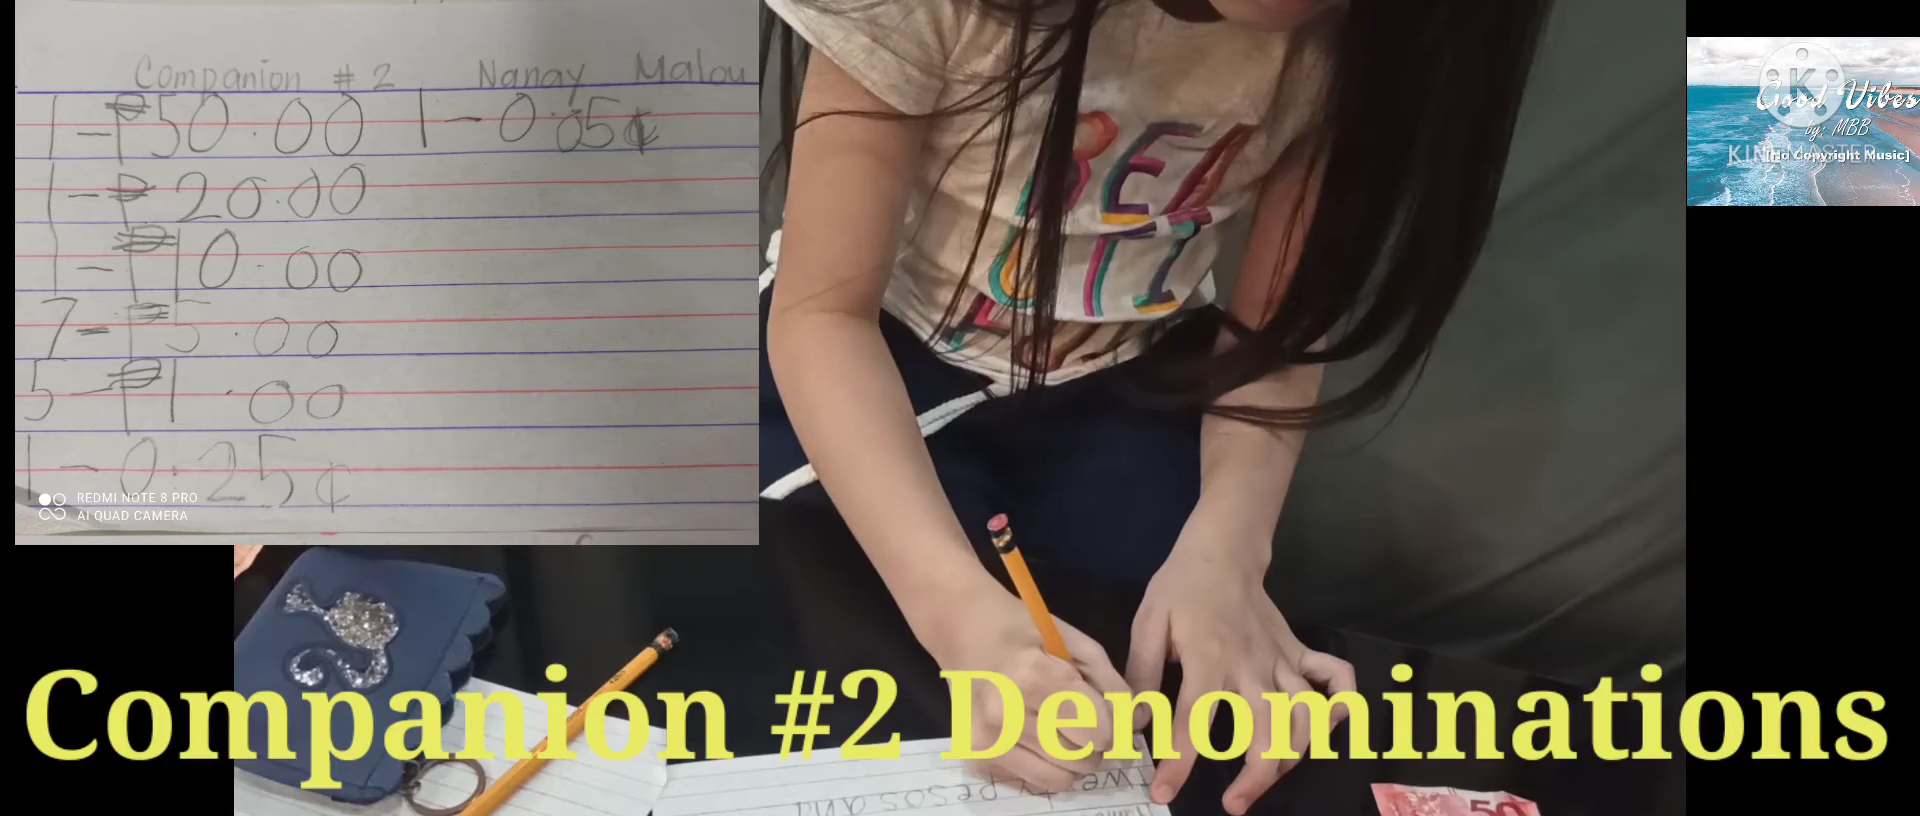 Companion # 2 Nanay Malou
1 - ₱50.00 1 - 0.05¢
1 - ₱20.00
1 - ₱10.00
7 - ₱5.00
5 - ₱1.00
1 - 0.25¢
REDMI NOTE 8 PRO
AI QUAD CAMERA
K
Good Vibes
by: MBB
[No Copyright Music]
Companion #2 Denominations
pesos and
50